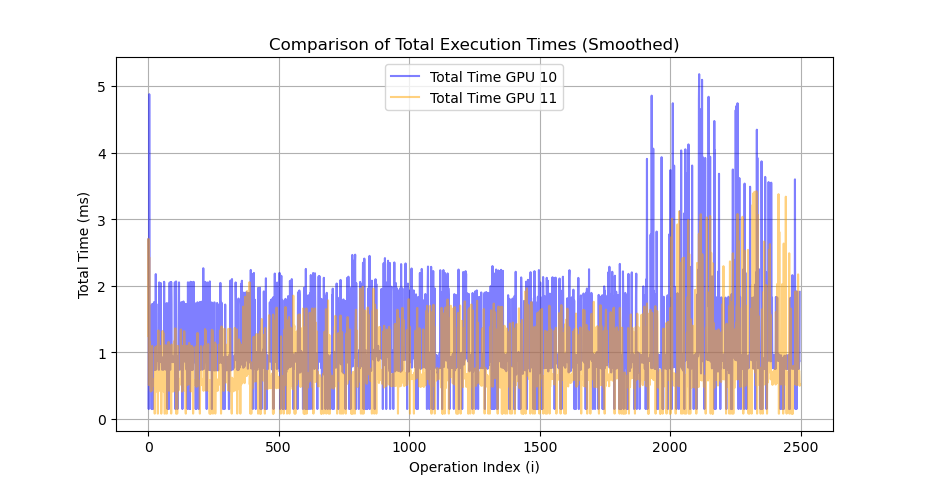 Comparison of Total Execution Times (Smoothed)
Total Time GPU 10
Total Time GPU 11
Total Time (ms)
5
4
3
2
1
0
0 500 1000 1500 2000 2500
Operation Index (i)